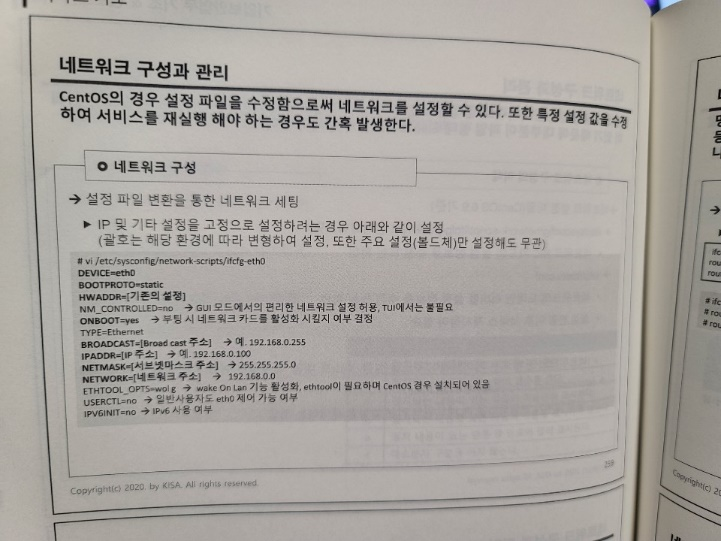 네트워크 구성과 관리
CentOS의 경우 설정 파일을 수정함으로써 네트워크를 설정할 수 있다. 또한 특정 설정 값을 수정
하여 서비스를 재실행 해야 하는 경우도 간혹 발생한다.
네트워크 구성
→ 설정 파일 변환을 통한 네트워크 세팅
▶ IP 및 기타 설정을 고정으로 설정하려는 경우 아래와 같이 설정
(괄호는 해당 환경에 따라 변형하여 설정, 또한 주요 설정(볼드체)만 설정해도 무관)
# vi /etc/sysconfig/network-scripts/ifcfg-eth0
DEVICE=eth0
BOOTPROTO=static
HWADDR=[기존의 설정]
NM_CONTROLLED=no → GUI 모드에서의 편리한 네트워크 설정 허용, TUI에서는 불필요
ONBOOT=yes → 부팅 시 네트워크 카드를 활성화 시킬지 여부 결정
TYPE=Ethernet
BROADCAST=[Broad cast 주소] → 예. 192.168.0.255
IPADDR=[IP 주소] → 예. 192.168.0.100
NETMASK=[서브넷마스크 주소] → 255.255.255.0
NETWORK=[네트워크 주소] → 192.168.0.0
ETHTOOL_OPTS=wol g → wake On Lan 기능 활성화, ethtool이 필요하며 CentOS 경우 설치되어 있음
USERCTL=no → 일반사용자도 eth0 제어 가능 여부
IPV6INIT=no → IPv6 사용 여부
Copyright(c) 2020. by KISA. All rights reserved.
# ifc
# rou
# rou
Copyright(c) 20